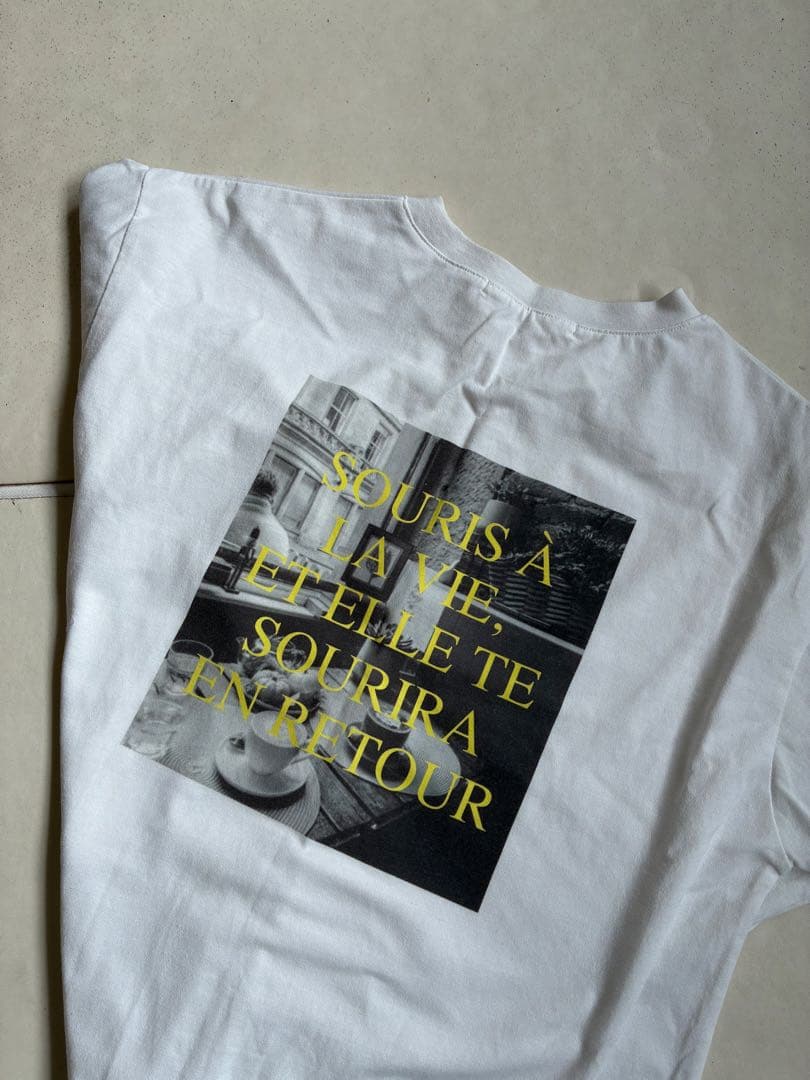 SOURIS À
LA VIE,
ET ELLE TE
SOURIRA
EN RETOUR